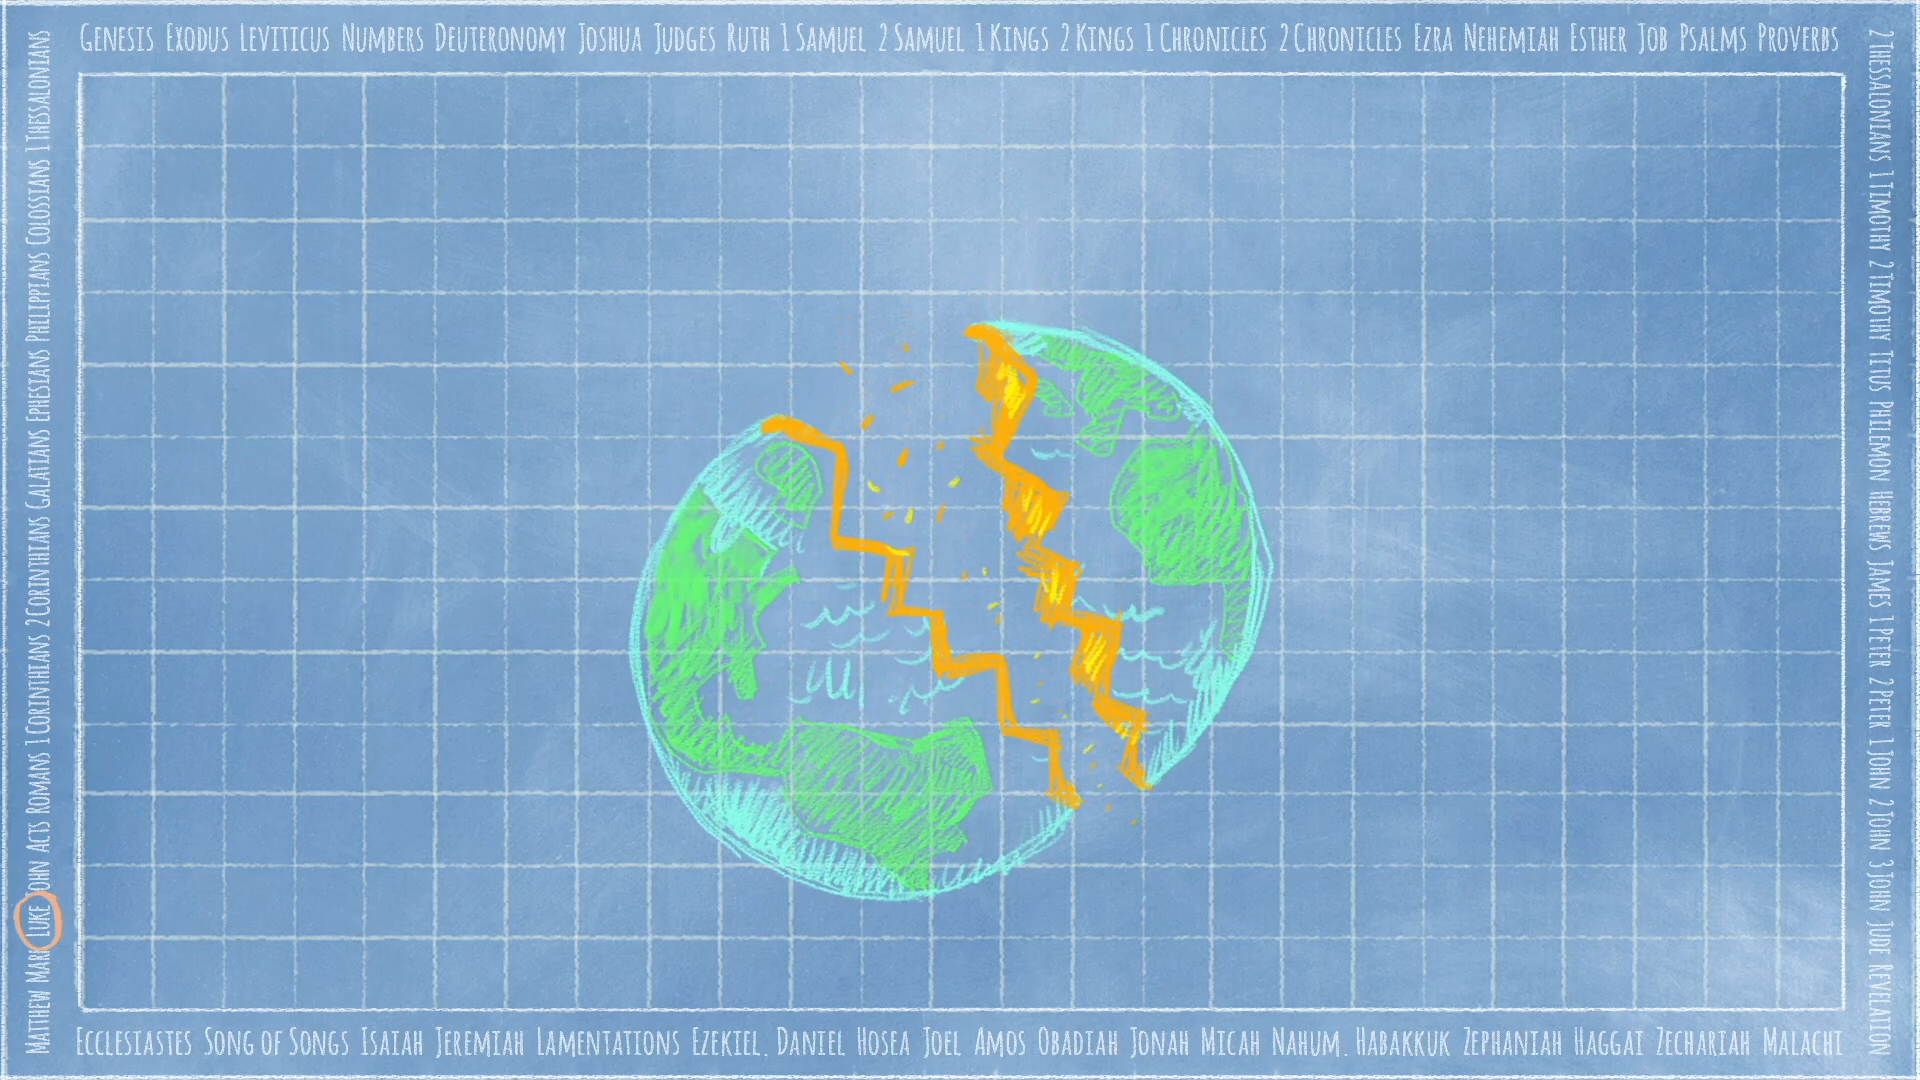 Genesis Exodus Leviticus Numbers Deuteronomy Joshua Judges Ruth 1 Samuel 2 Samuel 1 Kings 2 Kings 1 Chronicles 2 Chronicles Ezra Nehemiah Esther Job Psalms Proverbs
Ecclesiastes Song of Songs Isaiah Jeremiah Lamentations Ezekiel. Daniel Hosea Joel Amos Obadiah Jonah Micah Nahum. Habakkuk Zephaniah Haggai Zechariah Malachi
Matthew Mark Luke John Acts Romans 1 Corinthians 2 Corinthians Galatians Ephesians Philippians Colossians 1 Thessalonians
2 Thessalonians 1 Timothy 2 Timothy Titus Philemon Hebrews James 1 Peter 2 Peter 1 John 2 John 3 John Jude Revelation